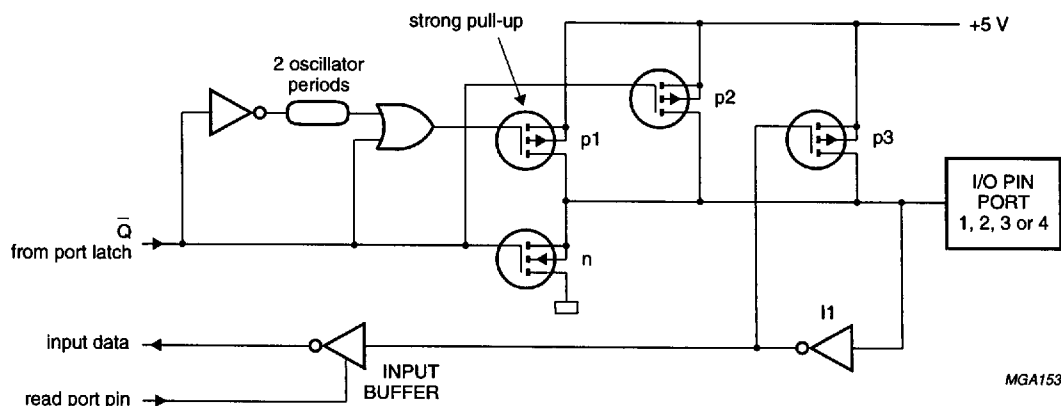 strong pull-up
+5 V
2 oscillator
periods
p2
p1
p3
I/O PIN
PORT
1, 2, 3 or 4
Q̅
from port latch
n
I1
input data
INPUT
BUFFER
read port pin
MGA153